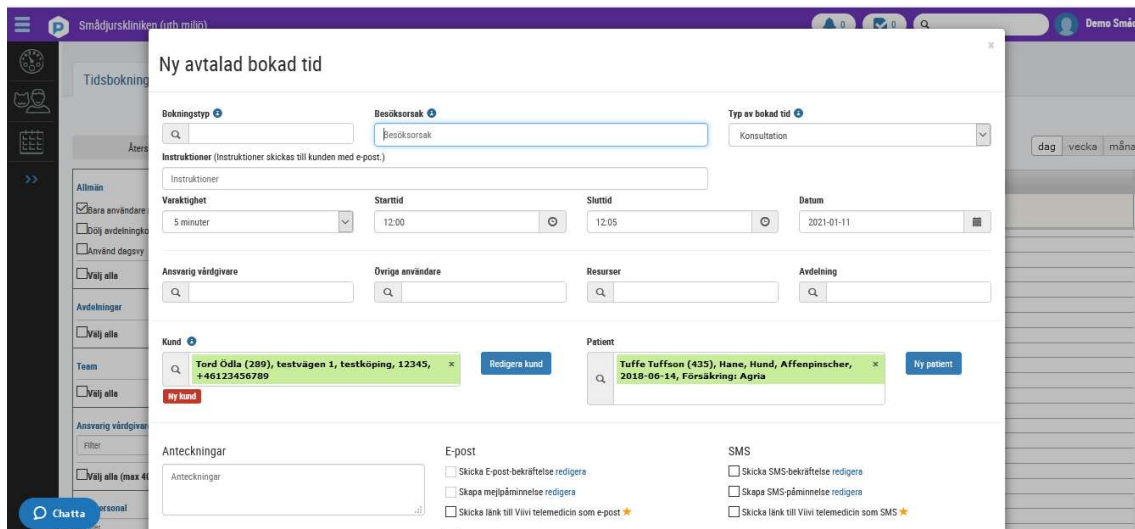 Smådjurskliniken (utb miljö)
0
0
Demo Små
Tidsbokning
Åters
dag vecka måna
Allmän
Bara användare
Dölj avdelningko
Använd dagsvy
Välj alla
Avdelningar
Välj alla
Team
Välj alla
Ansvarig vårdgivar
Filter
Välj alla (max 40
ersonal
Chatta
×
Ny avtalad bokad tid
Bokningstyp
Besöksorsak
Typ av bokad tid
Besöksorsak
Konsultation
Instruktioner (Instruktioner skickas till kunden med e-post.)
Instruktioner
Varaktighet
Starttid
Sluttid
Datum
5 minuter
12:00
12:05
2021-01-11
Ansvarig vårdgivare
Övriga användare
Resurser
Avdelning
Kund
Patient
Tord Ödla (289), testvägen 1, testköping, 12345, ×
+46123456789
Redigera kund
Tuffe Tuffson (435), Hane, Hund, Affenpinscher, ×
2018-06-14, Försäkring: Agria
Ny patient
Ny kund
Anteckningar
Anteckningar
E-post
Skicka E-post-bekräftelse redigera
Skapa mejlpåminnelse redigera
Skicka länk till Viivi telemedicin som e-post
SMS
Skicka SMS-bekräftelse redigera
Skapa SMS-påminnelse redigera
Skicka länk till Viivi telemedicin som SMS